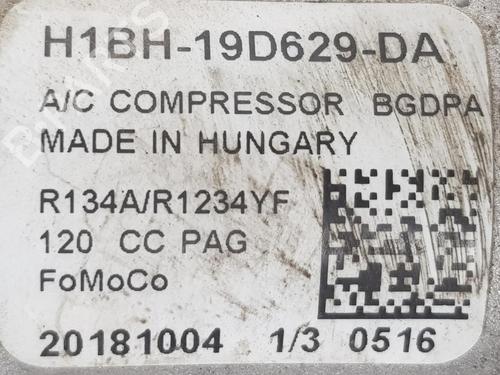 H1BH-19D629-DA
A/C COMPRESSOR BGDPA
MADE IN HUNGARY
R134A/R1234YF
120 CC PAG
FoMoCo
20181004 1/3 0516